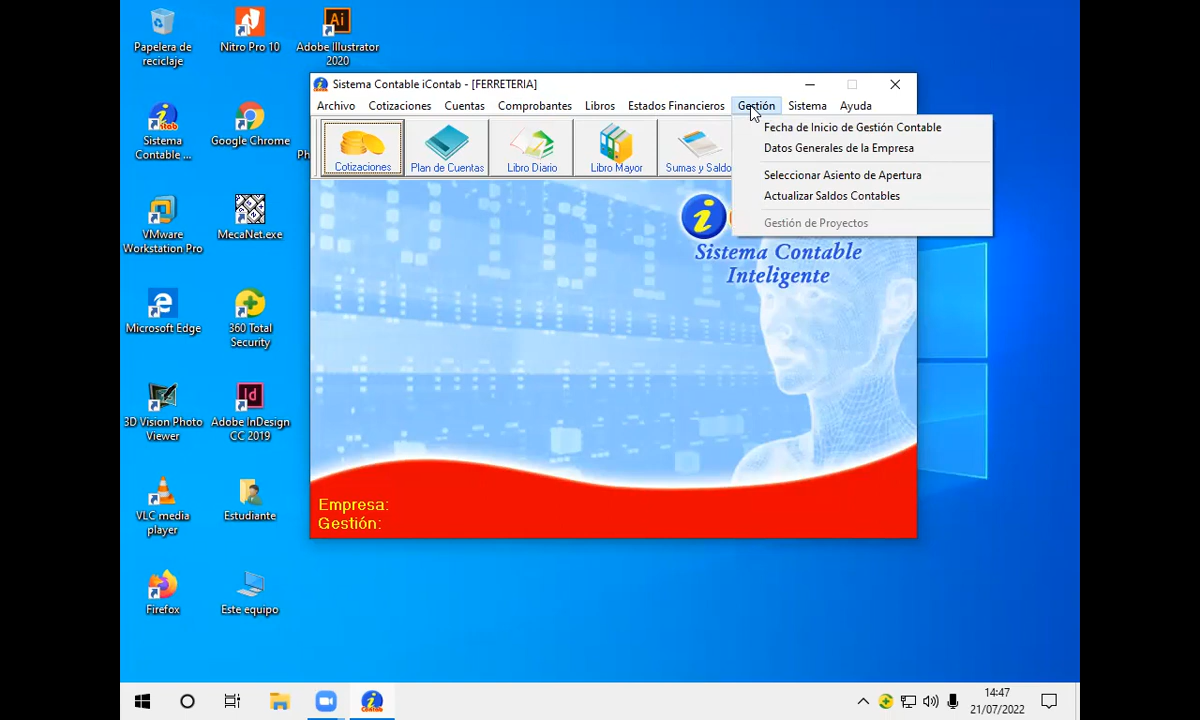 Papelera de
reciclaje
Nitro Pro 10
Adobe Illustrator
2020
Sistema
Contable ...
Google Chrome
Ph
VMware
Workstation Pro
MecaNet.exe
Microsoft Edge
360 Total
Security
3D Vision Photo
Viewer
Adobe InDesign
CC 2019
VLC media
player
Estudiante
Firefox
Este equipo
Sistema Contable iContab - [FERRETERIA]
Archivo Cotizaciones Cuentas Comprobantes Libros Estados Financieros Gestión Sistema Ayuda
Cotizaciones Plan de Cuentas Libro Diario Libro Mayor Sumas y Saldo
Fecha de Inicio de Gestión Contable
Datos Generales de la Empresa
Seleccionar Asiento de Apertura
Actualizar Saldos Contables
Gestión de Proyectos
Sistema Contable
Inteligente
Empresa:
Gestión:
14:47
21/07/2022